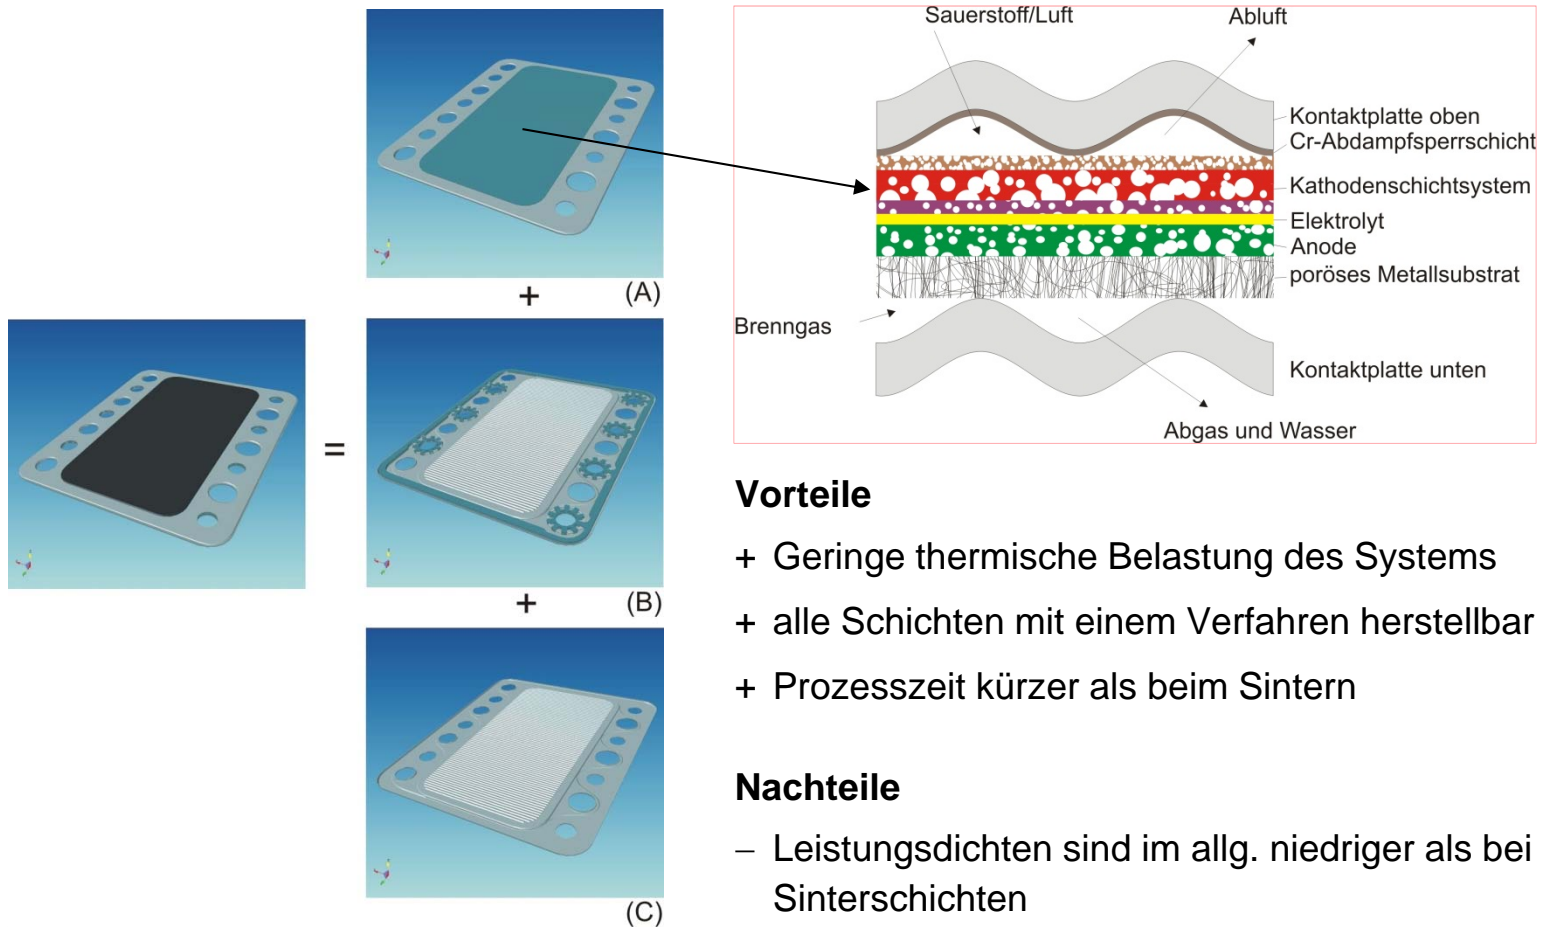 Sauerstoff/Luft
Abluft
Kontaktplatte oben
Cr-Abdampfsperrschicht
Kathodenschichtsystem
Elektrolyt
Anode
poröses Metallsubstrat
Brenngas
Kontaktplatte unten
Abgas und Wasser
+ (A)
=
+ (B)
(C)
Vorteile
+ Geringe thermische Belastung des Systems
+ alle Schichten mit einem Verfahren herstellbar
+ Prozesszeit kürzer als beim Sintern
Nachteile
– Leistungsdichten sind im allg. niedriger als bei
Sinterschichten